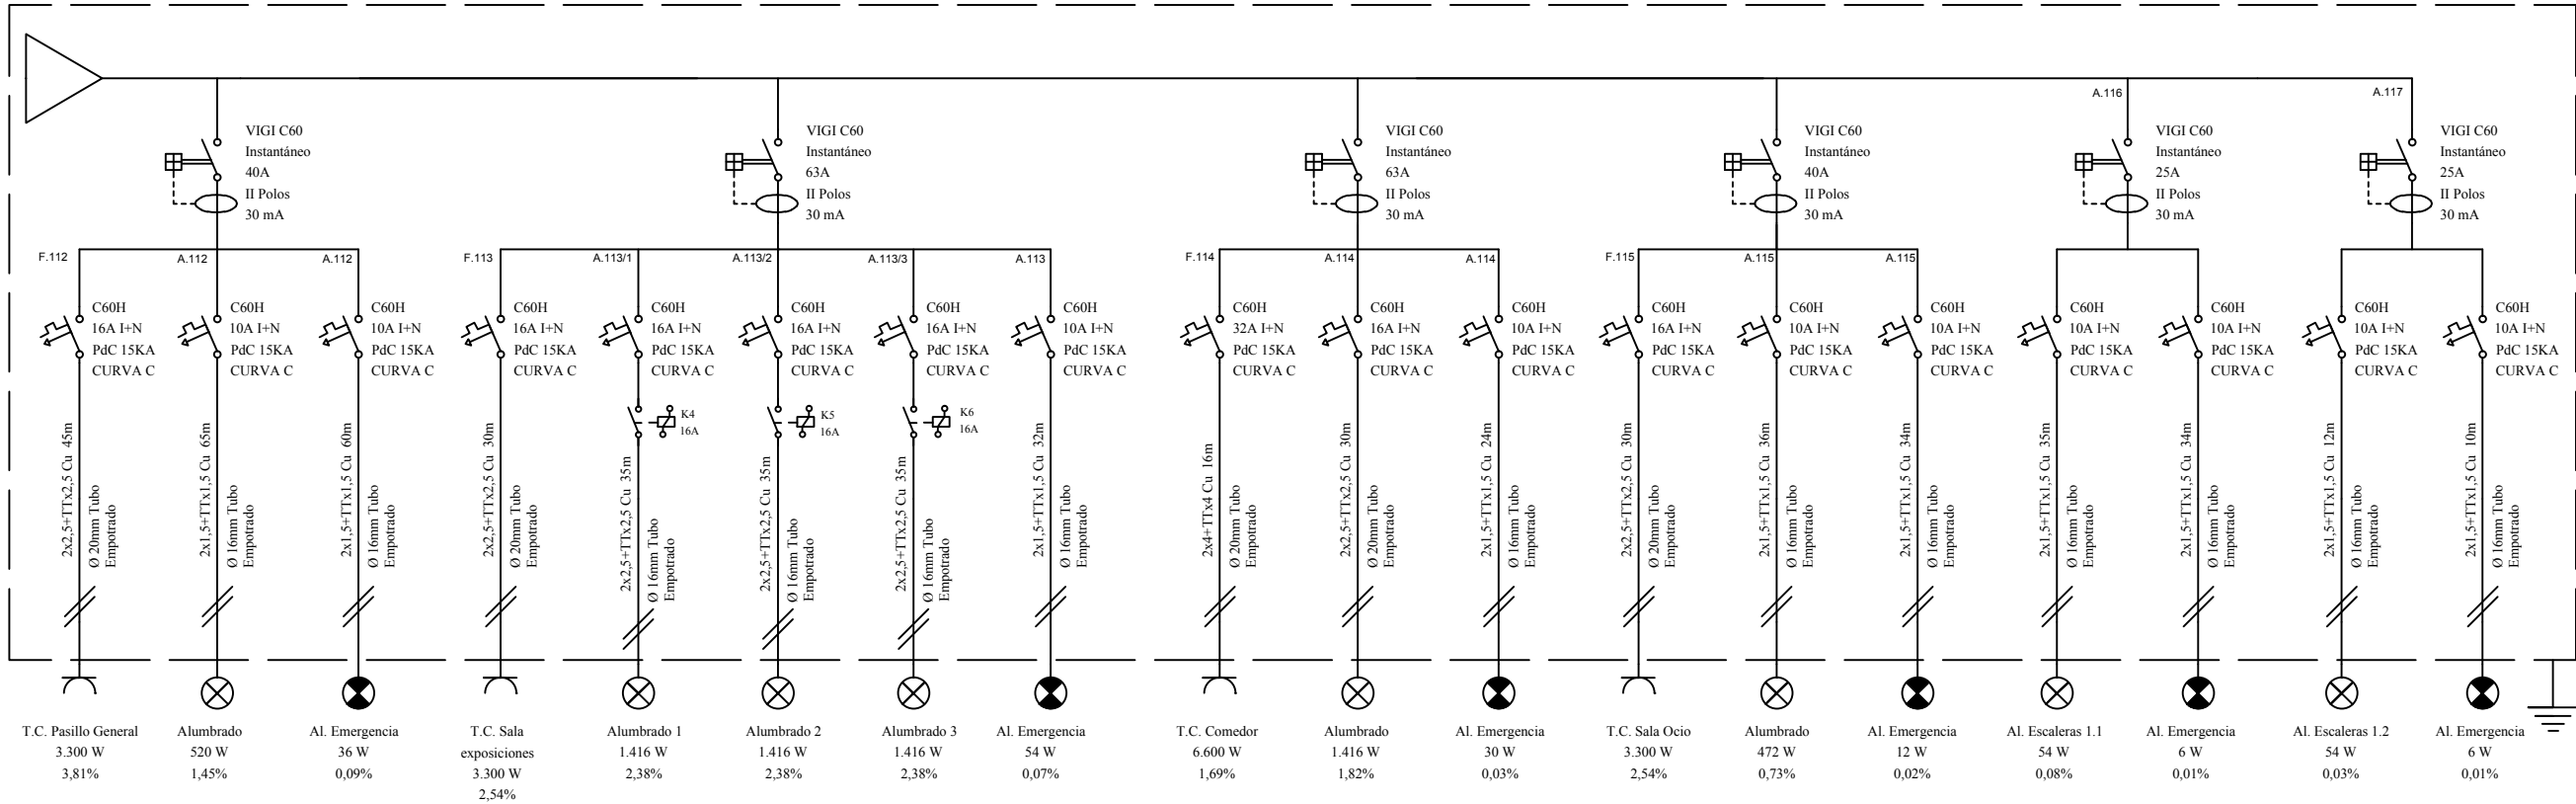 A.116
A.117
VIGI C60
Instantáneo
40A
II Polos
30 mA
VIGI C60
Instantáneo
63A
II Polos
30 mA
VIGI C60
Instantáneo
63A
II Polos
30 mA
VIGI C60
Instantáneo
40A
II Polos
30 mA
VIGI C60
Instantáneo
25A
II Polos
30 mA
VIGI C60
Instantáneo
25A
II Polos
30 mA
F.112
A.112
A.112
F.113
A.113/1
A.113/2
A.113/3
A.113
F.114
A.114
A.114
F.115
A.115
A.115
C60H
16A I+N
PdC 15KA
CURVA C
C60H
10A I+N
PdC 15KA
CURVA C
C60H
10A I+N
PdC 15KA
CURVA C
C60H
16A I+N
PdC 15KA
CURVA C
C60H
16A I+N
PdC 15KA
CURVA C
C60H
16A I+N
PdC 15KA
CURVA C
C60H
16A I+N
PdC 15KA
CURVA C
C60H
10A I+N
PdC 15KA
CURVA C
C60H
32A I+N
PdC 15KA
CURVA C
C60H
16A I+N
PdC 15KA
CURVA C
C60H
10A I+N
PdC 15KA
CURVA C
C60H
16A I+N
PdC 15KA
CURVA C
C60H
10A I+N
PdC 15KA
CURVA C
C60H
10A I+N
PdC 15KA
CURVA C
C60H
10A I+N
PdC 15KA
CURVA C
C60H
10A I+N
PdC 15KA
CURVA C
C60H
10A I+N
PdC 15KA
CURVA C
C60H
10A I+N
PdC 15KA
CURVA C
K4
16A
K5
16A
K6
16A
2x2,5+TTx2,5 Cu 45m
Ø 20mm Tubo
Empotrado
2x1,5+TTx1,5 Cu 65m
Ø 16mm Tubo
Empotrado
2x1,5+TTx1,5 Cu 60m
Ø 16mm Tubo
Empotrado
2x2,5+TTx2,5 Cu 30m
Ø 20mm Tubo
Empotrado
2x2,5+TTx2,5 Cu 35m
Ø 16mm Tubo
Empotrado
2x2,5+TTx2,5 Cu 35m
Ø 16mm Tubo
Empotrado
2x2,5+TTx2,5 Cu 35m
Ø 16mm Tubo
Empotrado
2x1,5+TTx1,5 Cu 32m
Ø 16mm Tubo
Empotrado
2x4+TTx4 Cu 16m
Ø 20mm Tubo
Empotrado
2x2,5+TTx2,5 Cu 30m
Ø 20mm Tubo
Empotrado
2x1,5+TTx1,5 Cu 24m
Ø 16mm Tubo
Empotrado
2x2,5+TTx2,5 Cu 30m
Ø 20mm Tubo
Empotrado
2x1,5+TTx1,5 Cu 36m
Ø 16mm Tubo
Empotrado
2x1,5+TTx1,5 Cu 34m
Ø 16mm Tubo
Empotrado
2x1,5+TTx1,5 Cu 35m
Ø 16mm Tubo
Empotrado
2x1,5+TTx1,5 Cu 34m
Ø 16mm Tubo
Empotrado
2x1,5+TTx1,5 Cu 12m
Ø 16mm Tubo
Empotrado
2x1,5+TTx1,5 Cu 10m
Ø 16mm Tubo
Empotrado
T.C. Pasillo General
3.300 W
3,81%
Alumbrado
520 W
1,45%
Al. Emergencia
36 W
0,09%
T.C. Sala
exposiciones
3.300 W
2,54%
Alumbrado 1
1.416 W
2,38%
Alumbrado 2
1.416 W
2,38%
Alumbrado 3
1.416 W
2,38%
Al. Emergencia
54 W
0,07%
T.C. Comedor
6.600 W
1,69%
Alumbrado
1.416 W
1,82%
Al. Emergencia
30 W
0,03%
T.C. Sala Ocio
3.300 W
2,54%
Alumbrado
472 W
0,73%
Al. Emergencia
12 W
0,02%
Al. Escaleras 1.1
54 W
0,08%
Al. Emergencia
6 W
0,01%
Al. Escaleras 1.2
54 W
0,03%
Al. Emergencia
6 W
0,01%